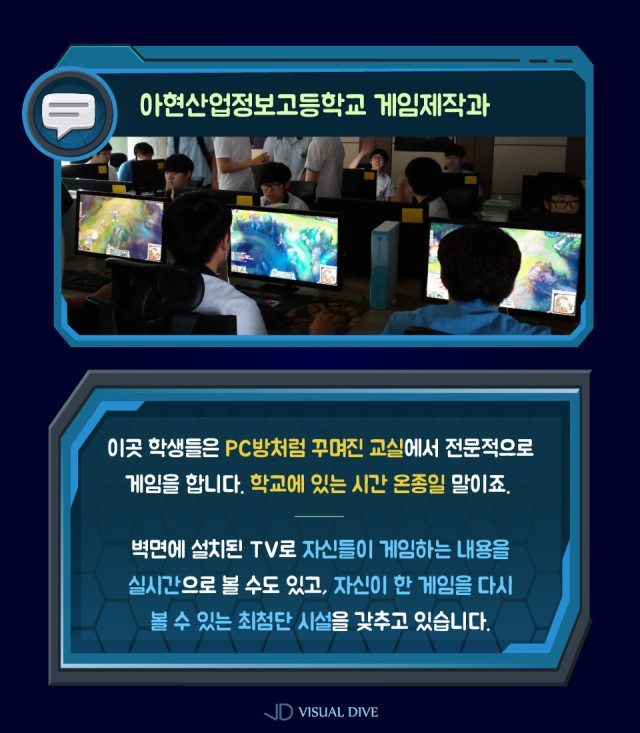 아현산업정보고등학교 게임제작과
이곳 학생들은 PC방처럼 꾸며진 교실에서 전문적으로
게임을 합니다. 학교에 있는 시간 온종일 말이죠.
벽면에 설치된 TV로 자신들이 게임하는 내용을
실시간으로 볼 수도 있고, 자신이 한 게임을 다시
볼 수 있는 최첨단 시설을 갖추고 있습니다.
VISUAL DIVE